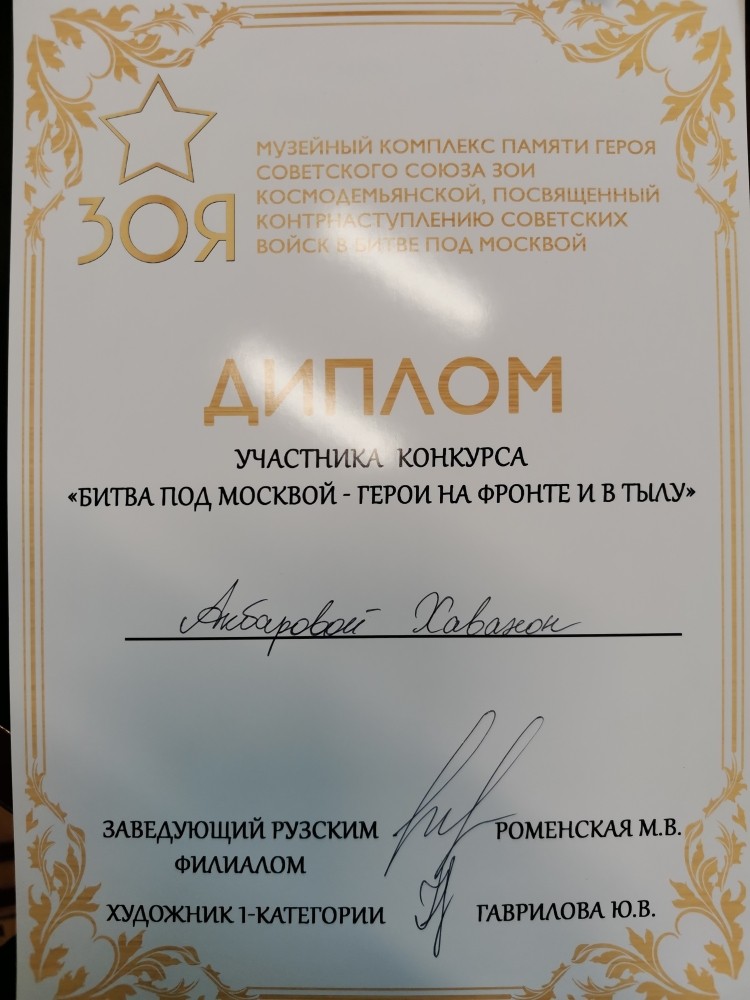 ЗОЯ
МУЗЕЙНЫЙ КОМПЛЕКС ПАМЯТИ ГЕРОЯ
СОВЕТСКОГО СОЮЗА ЗОИ
КОСМОДЕМЬЯНСКОЙ, ПОСВЯЩЕННЫЙ
КОНТРНАСТУПЛЕНИЮ СОВЕТСКИХ
ВОЙСК В БИТВЕ ПОД МОСКВОЙ
ДИПЛОМ
УЧАСТНИКА КОНКУРСА
«БИТВА ПОД МОСКВОЙ - ГЕРОИ НА ФРОНТЕ И В ТЫЛУ»
Акбаровой Хаважон
ЗАВЕДУЮЩИЙ РУЗСКИМ
ФИЛИАЛОМ
РОМЕНСКАЯ М.В.
ХУДОЖНИК 1-КАТЕГОРИИ
ГАВРИЛОВА Ю.В.